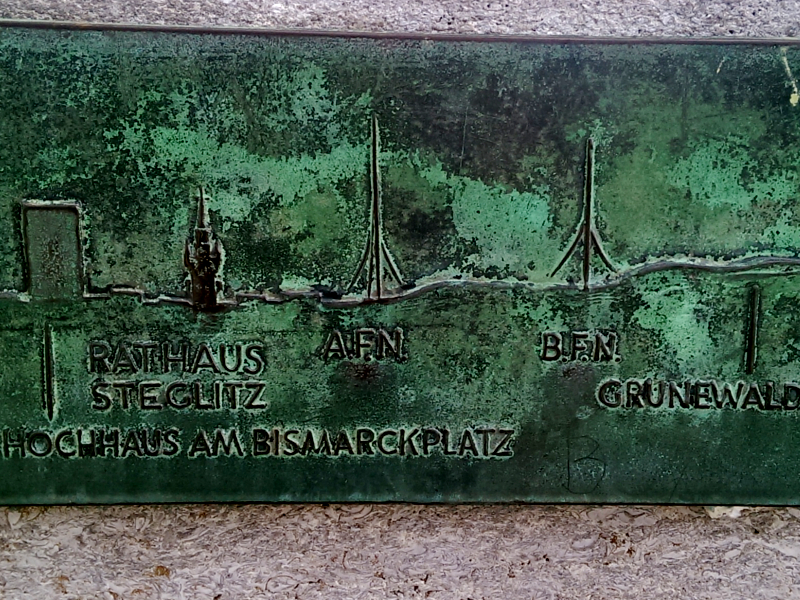 RATHAUS
STEGLITZ
A.F.N.
B.F.N.
GRUNEWALD
HOCHHAUS AM BISMARCKPLATZ
B